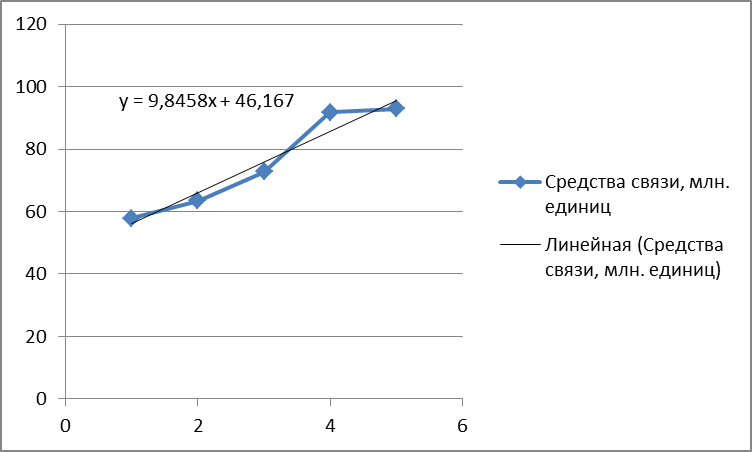 120
100
80
60
40
20
0
0 2 4 6
y = 9,8458x + 46,167
Средства связи, млн.
единиц
Линейная (Средства
связи, млн. единиц)